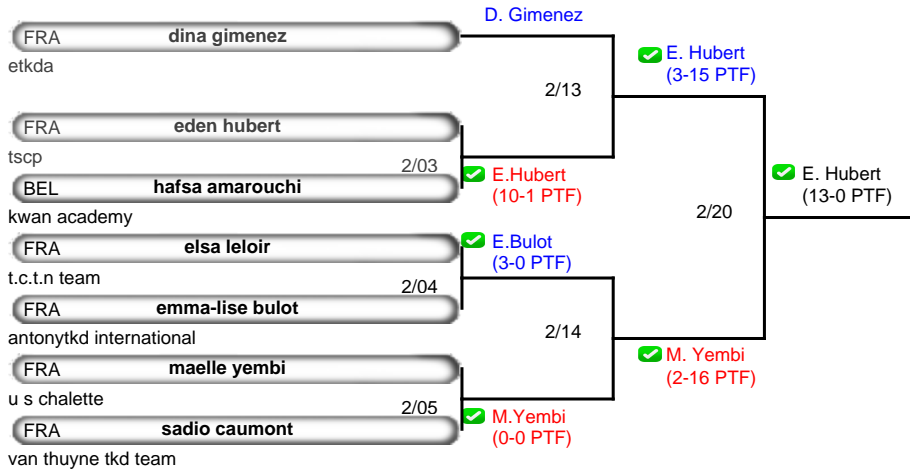 D. Gimenez
FRA dina gimenez
etkda
E. Hubert
(3-15 PTF)
2/13
FRA eden hubert
tscp
2/03
E.Hubert
(10-1 PTF)
BEL hafsa amarouchi
kwan academy
E. Hubert
(13-0 PTF)
2/20
FRA elsa leloir
t.c.t.n team
E.Bulot
(3-0 PTF)
2/04
FRA emma-lise bulot
antonytkd international
2/14
M. Yembi
(2-16 PTF)
FRA maelle yembi
u s chalette
2/05
M.Yembi
(0-0 PTF)
FRA sadio caumont
van thuyne tkd team